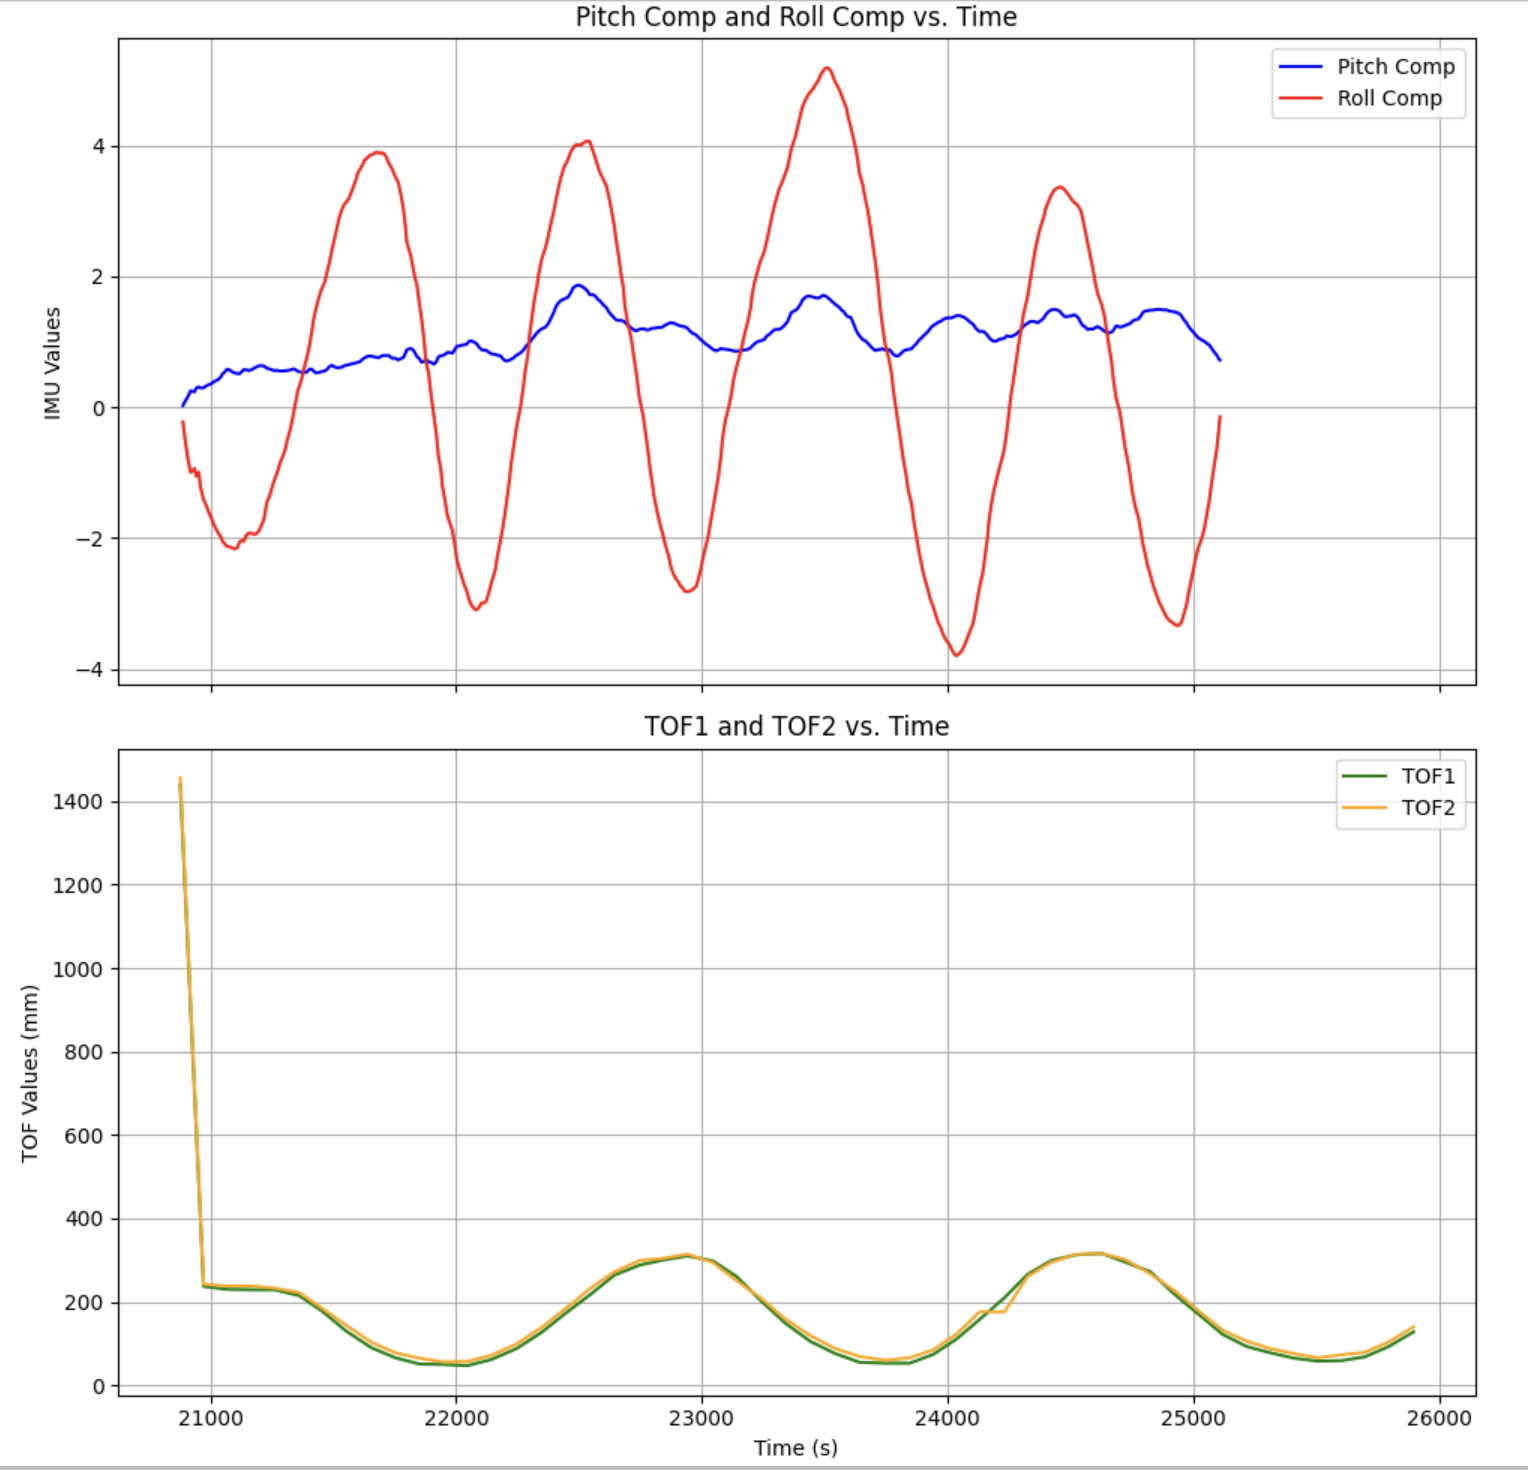 Pitch Comp and Roll Comp vs. Time
Pitch Comp
Roll Comp
IMU Values
4
2
0
−2
−4
TOF1 and TOF2 vs. Time
TOF1
TOF2
TOF Values (mm)
1400
1200
1000
800
600
400
200
0
21000 22000 23000 24000 25000 26000
Time (s)